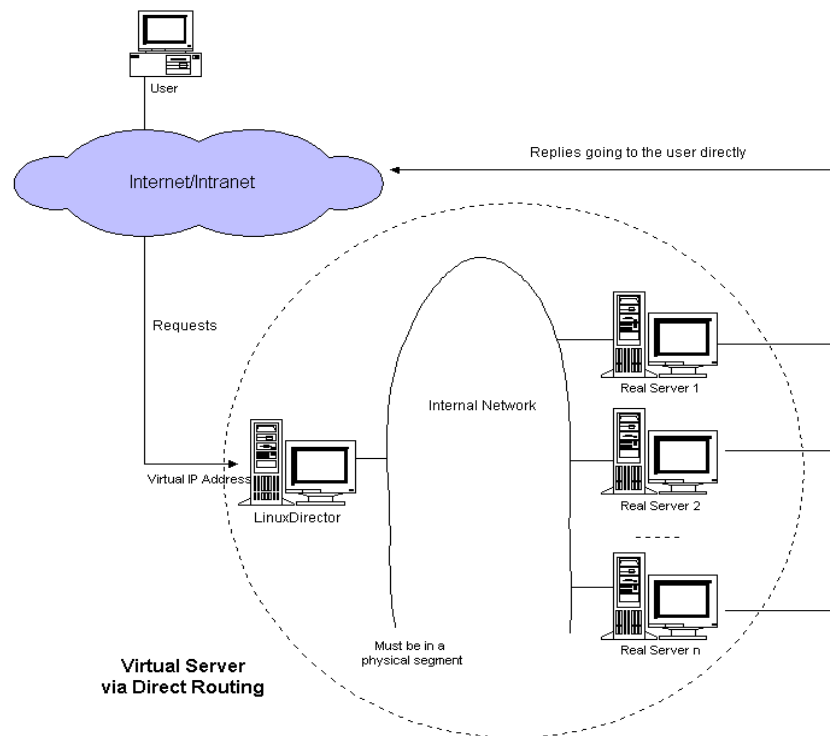 User
Internet/Intranet
Replies going to the user directly
Requests
Virtual IP Address
LinuxDirector
Internal Network
Real Server 1
Real Server 2
-----
Real Server n
Must be in a
physical segment
Virtual Server
via Direct Routing